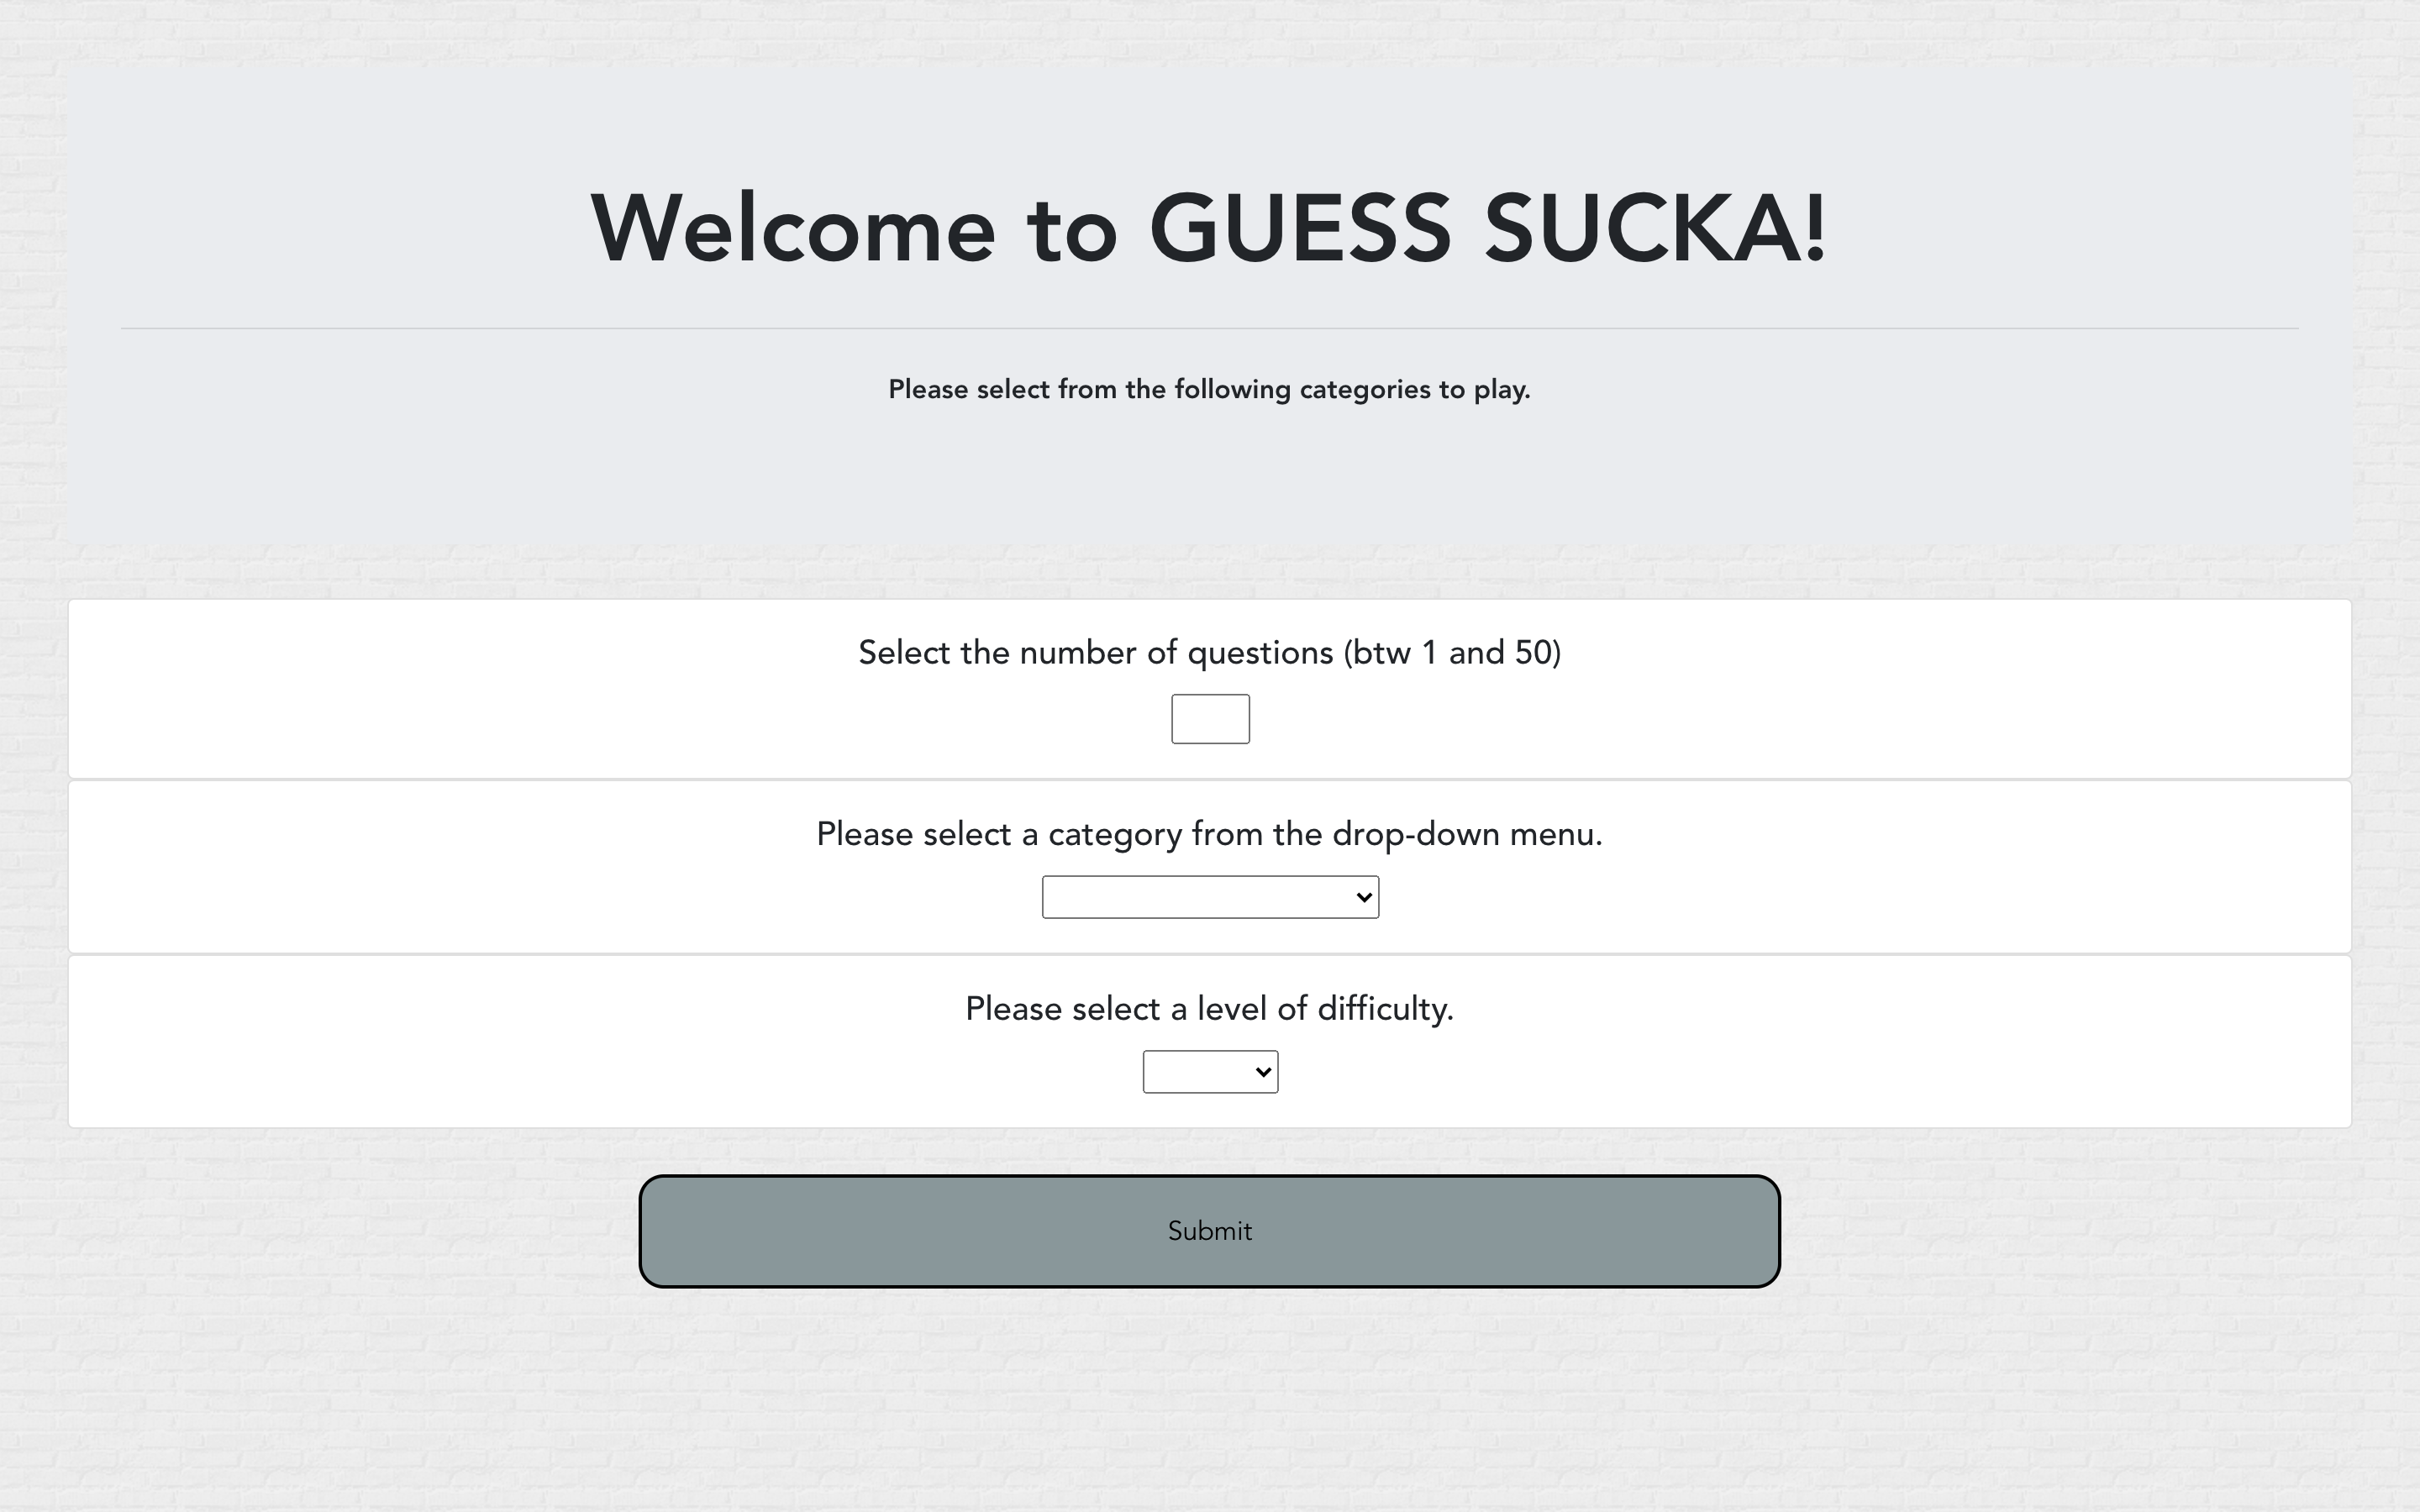 Welcome to GUESS SUCKA!
Please select from the following categories to play.
Select the number of questions (btw 1 and 50)
Please select a category from the drop-down menu.
Please select a level of difficulty.
Submit